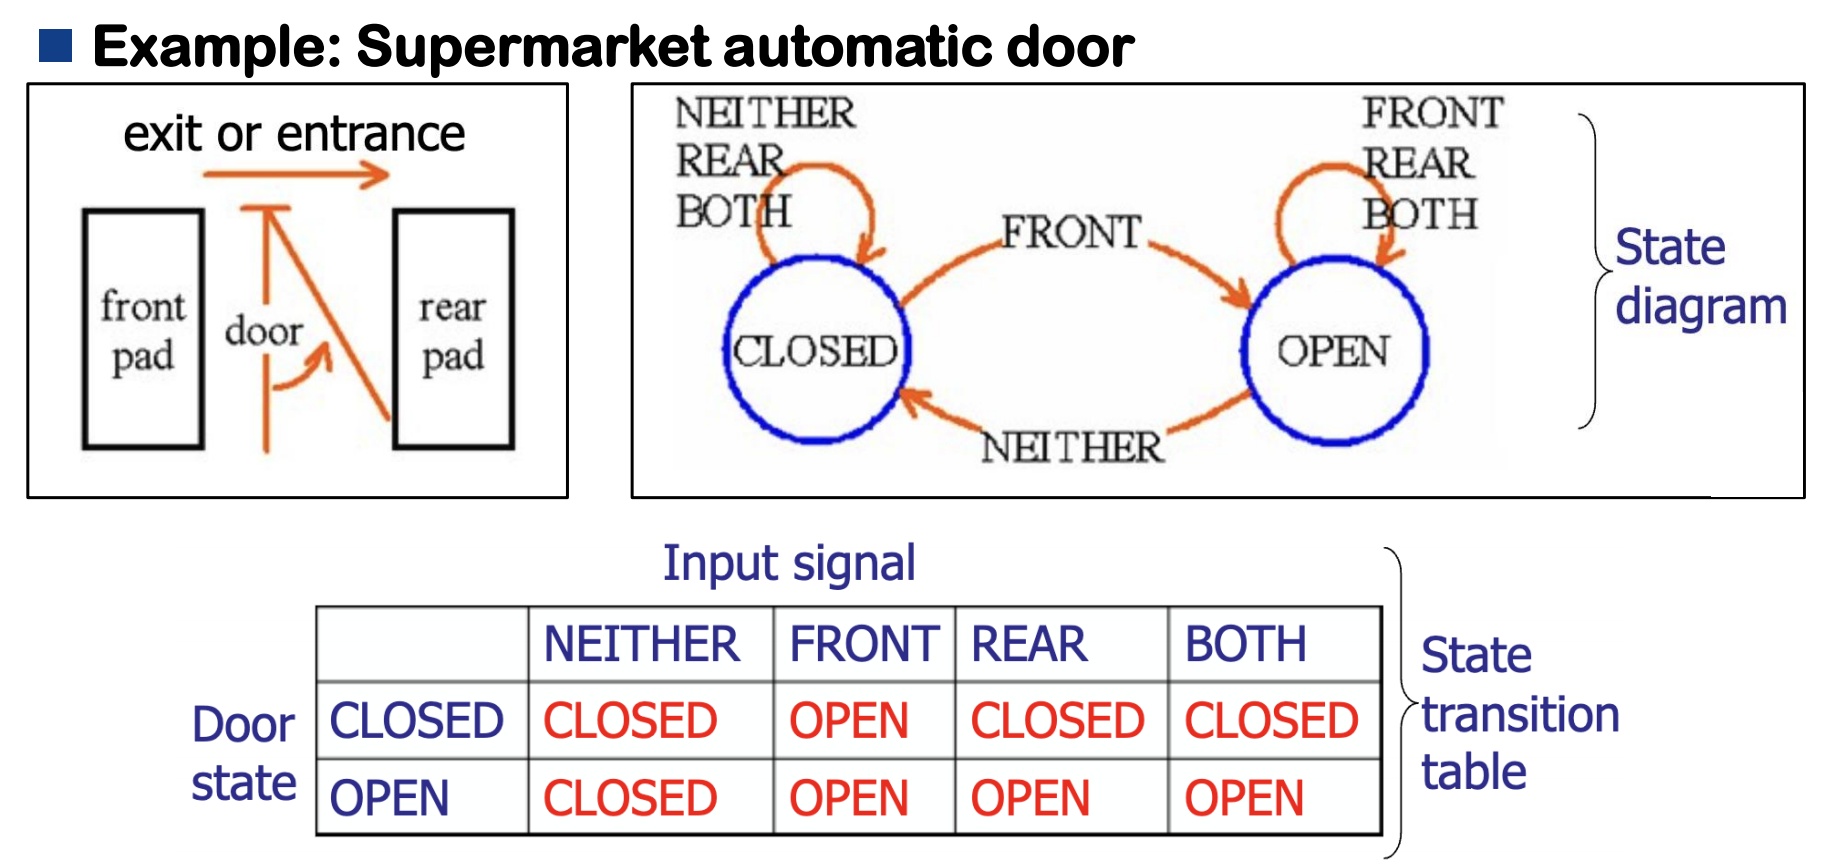 Example: Supermarket automatic door
exit or entrance
front
pad
door
rear
pad
NEITHER
REAR
BOTH
FRONT
FRONT
REAR
BOTH
CLOSED
OPEN
NEITHER
State
diagram
Input signal
NEITHER FRONT REAR BOTH
Door
state
CLOSED CLOSED OPEN CLOSED CLOSED
OPEN CLOSED OPEN OPEN OPEN
State
transition
table